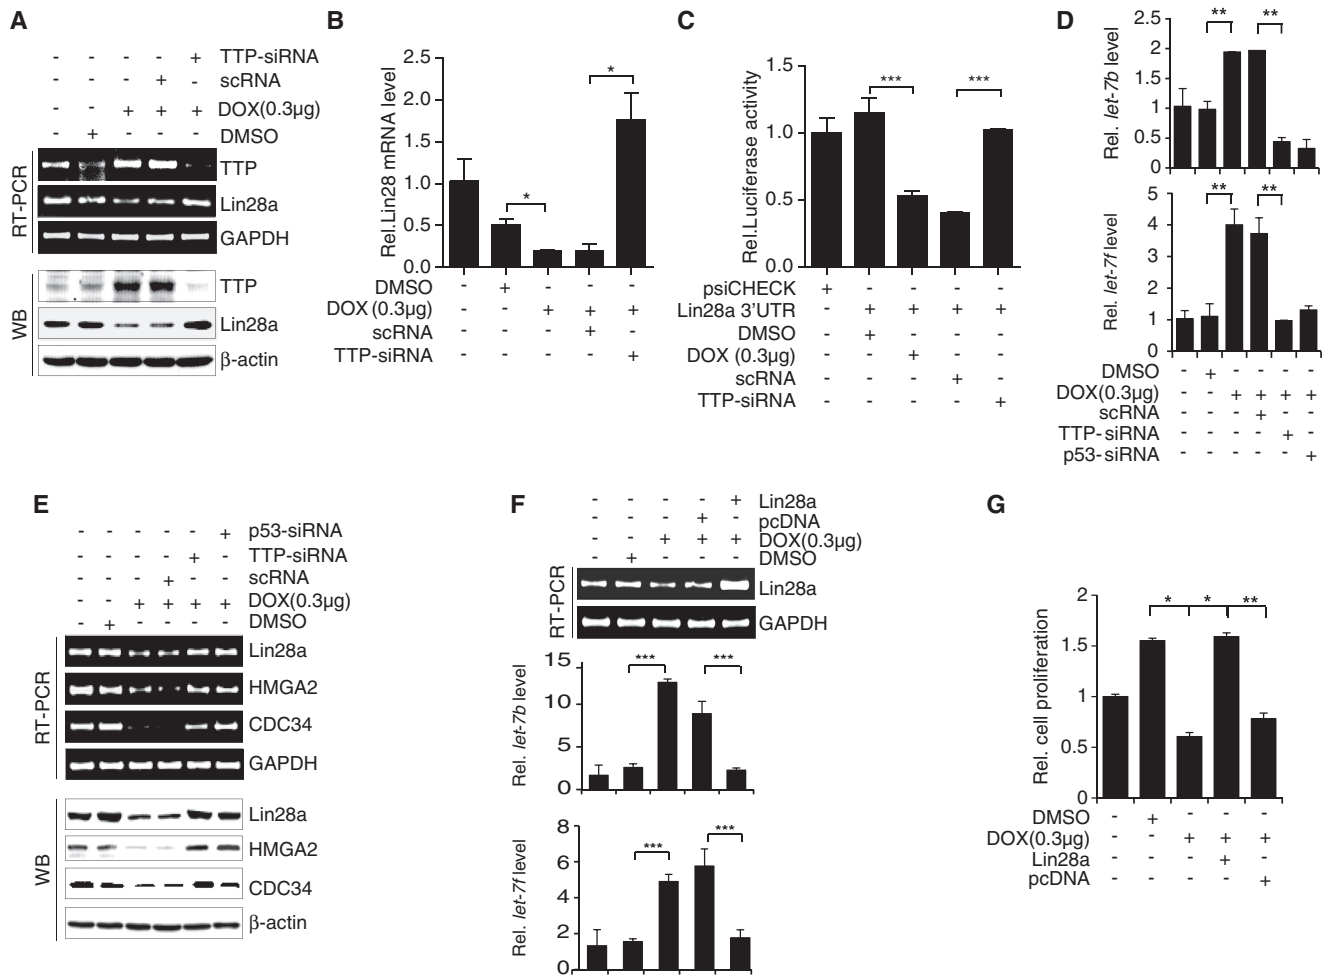 A
- - - - + TTP-siRNA
- - - + - scRNA
- - + + + DOX(0.3µg)
- + - - - DMSO
RT-PCR
TTP
Lin28a
GAPDH
WB
TTP
Lin28a
β-actin
B
Rel.Lin28 mRNA level
2.5
2.0
1.5
1.0
0.5
0.0
*
*
DMSO - + - - -
DOX (0.3µg) - - + + +
scRNA - - - + -
TTP-siRNA - - - - +
C
Rel.Luciferase activity
1.5
1.0
0.5
0.0
***
***
psiCHECK + - - - -
Lin28a 3'UTR - + + + +
DMSO - + - - -
DOX (0.3µg) - - + - -
scRNA - - - + -
TTP-siRNA - - - - +
D
Rel. let-7b level
2.5
2
1.5
1
0.5
0
**
**
Rel. let-7f level
5
4
3
2
1
0
**
**
DMSO - + - - - -
DOX(0.3µg) - - + + + +
scRNA - - - + - -
TTP-siRNA - - - - + -
p53-siRNA - - - - - +
E
- - - - - + p53-siRNA
- - - - + - TTP-siRNA
- - - + - - scRNA
- - + + + + DOX(0.3µg)
- + - - - - DMSO
RT-PCR
Lin28a
HMGA2
CDC34
GAPDH
WB
Lin28a
HMGA2
CDC34
β-actin
F
- - - - + Lin28a
- - - + - pcDNA
- - + + + DOX(0.3µg)
- + - - - DMSO
RT-PCR
Lin28a
GAPDH
Rel. let-7b level
15
10
5
0
***
***
Rel. let-7f level
8
6
4
2
0
***
***
G
Rel. cell proliferation
2
1.5
1
0.5
0
* * **
DMSO - + - - -
DOX(0.3µg) - - + + +
Lin28a - - - + -
pcDNA - - - - +